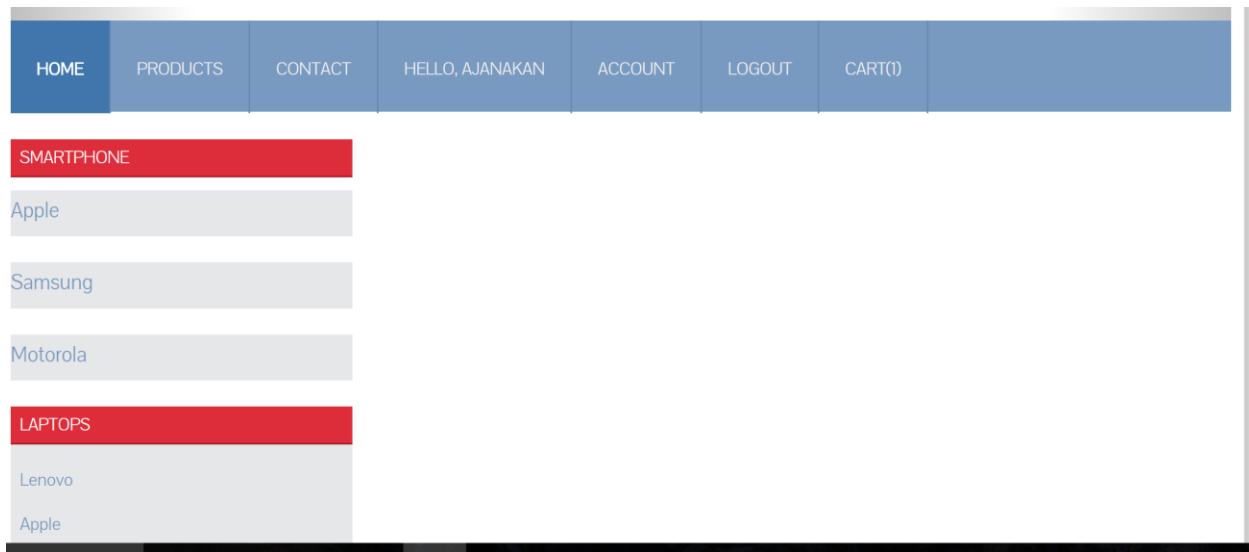 HOME PRODUCTS CONTACT HELLO, AJANAKAN ACCOUNT LOGOUT CART(1)
SMARTPHONE
Apple
Samsung
Motorola
LAPTOPS
Lenovo
Apple